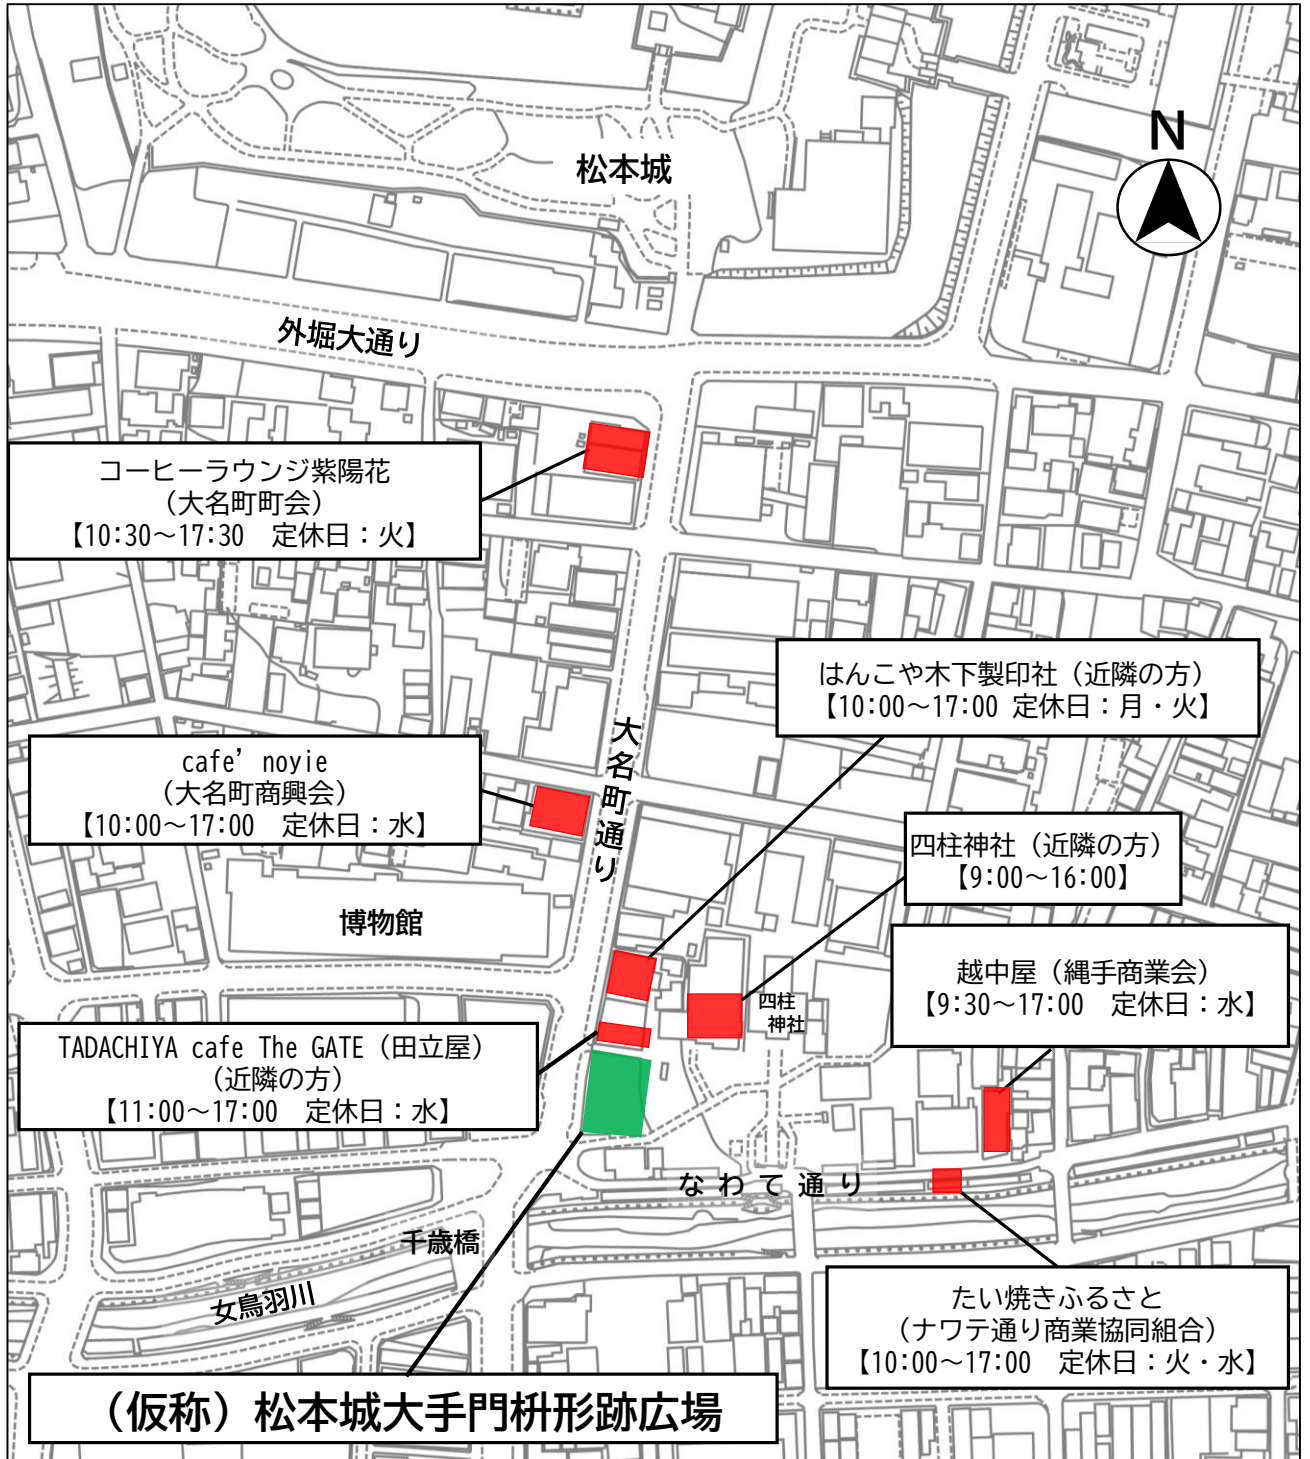 N
松本城
外堀大通り
コーヒーラウンジ紫陽花
（大名町町会）
【10:30～17:30　定休日：火】
はんこや木下製印社（近隣の方）
【10:00～17:00 定休日：月・火】
大名町通り
cafe’ noyie
（大名町商興会）
【10:00～17:00　定休日：水】
四柱神社（近隣の方）
【9:00～16:00】
博物館
越中屋（縄手商業会）
【9:30～17:00　定休日：水】
四柱
神社
TADACHIYA cafe The GATE（田立屋）
（近隣の方）
【11:00～17:00　定休日：水】
なわて通り
千歳橋
女鳥羽川
たい焼きふるさと
（ナワテ通り商業協同組合）
【10:00～17:00　定休日：火・水】
（仮称）松本城大手門枡形跡広場